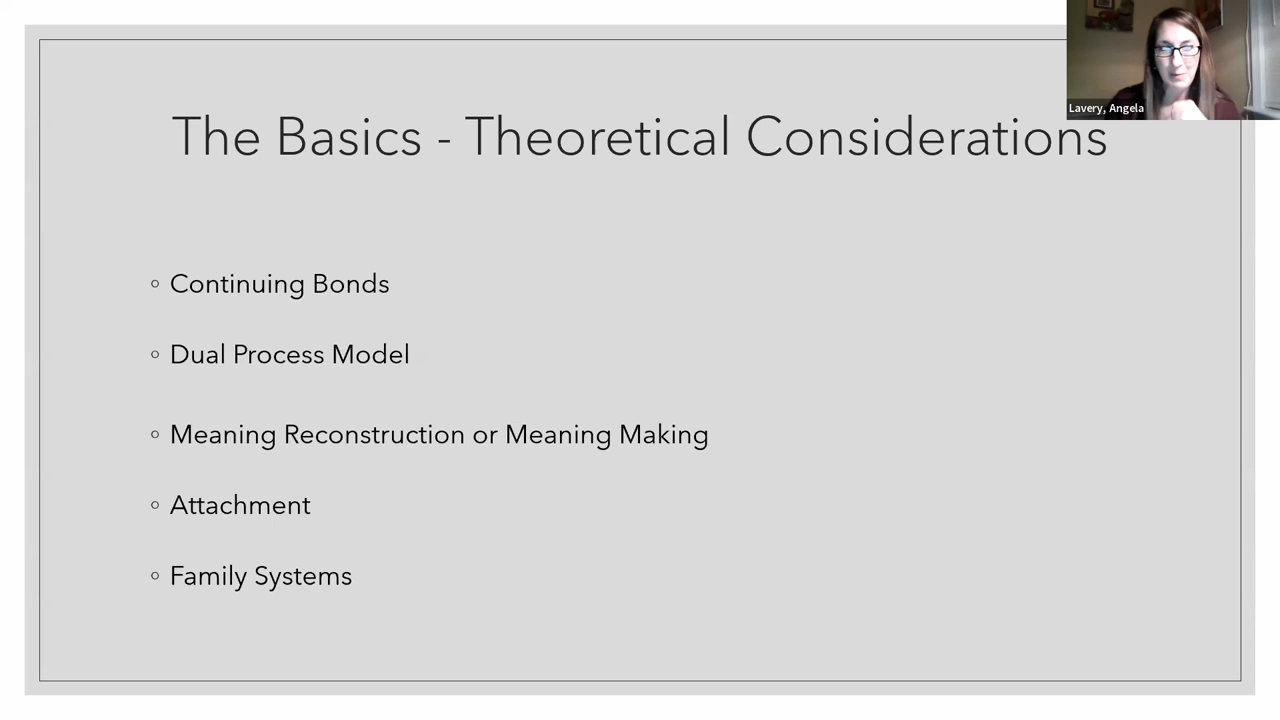 Lavery, Angela
The Basics - Theoretical Considerations
◦ Continuing Bonds
◦ Dual Process Model
◦ Meaning Reconstruction or Meaning Making
◦ Attachment
◦ Family Systems